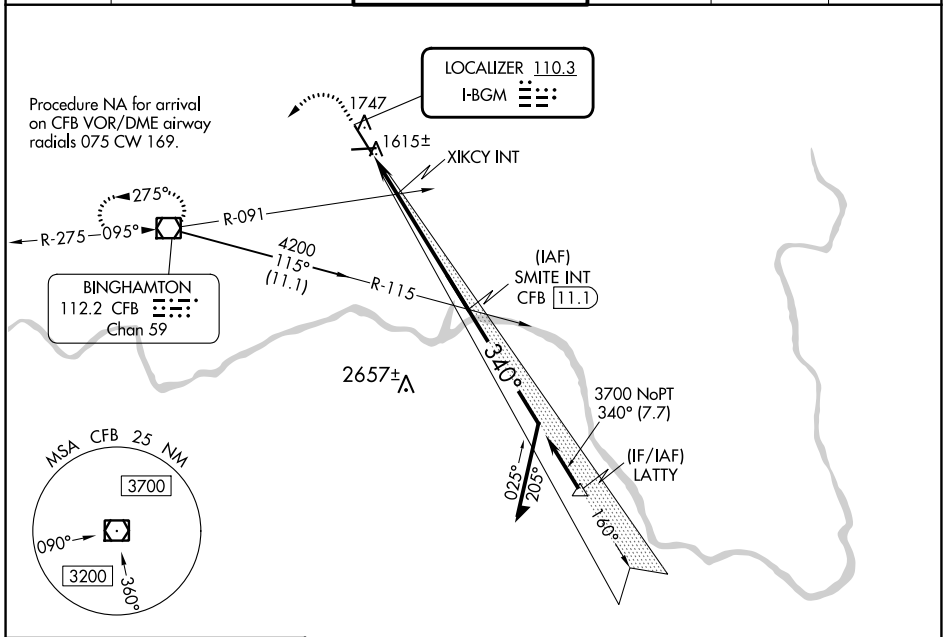 LOCALIZER 110.3
I-BGM
Procedure NA for arrival
on CFB VOR/DME airway
radials 075 CW 169.
1747
1615±
XIKCY INT
275°
R-091
R-275
095°
4200
115°
(11.1)
R-115
(IAF)
SMITE INT
CFB 11.1
BINGHAMTON
112.2 CFB
Chan 59
340°
2657±
3700 NoPT
340° (7.7)
(IF/IAF)
LATTY
025°
205°
160°
MSA CFB 25 NM
3700
090°
3200
360°